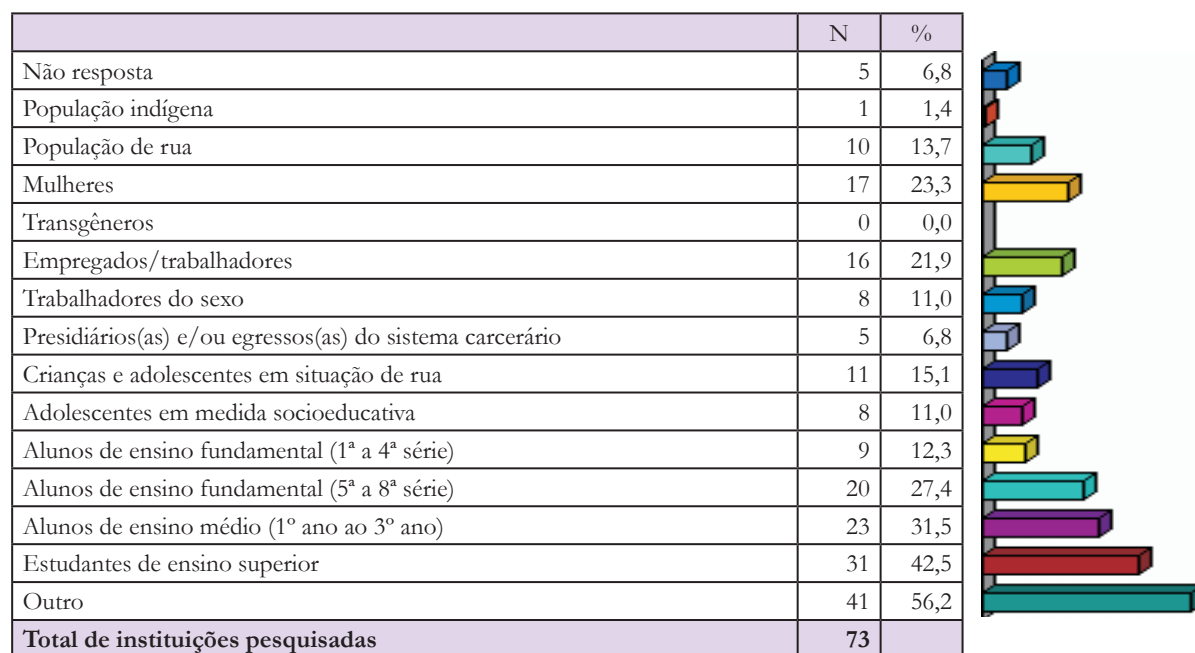 N %
Não resposta 5 6,8
População indígena 1 1,4
População de rua 10 13,7
Mulheres 17 23,3
Transgêneros 0 0,0
Empregados/trabalhadores 16 21,9
Trabalhadores do sexo 8 11,0
Presidiários(as) e/ou egressos(as) do sistema carcerário 5 6,8
Crianças e adolescentes em situação de rua 11 15,1
Adolescentes em medida socioeducativa 8 11,0
Alunos de ensino fundamental (1ª a 4ª série) 9 12,3
Alunos de ensino fundamental (5ª a 8ª série) 20 27,4
Alunos de ensino médio (1º ano ao 3º ano) 23 31,5
Estudantes de ensino superior 31 42,5
Outro 41 56,2
Total de instituições pesquisadas 73